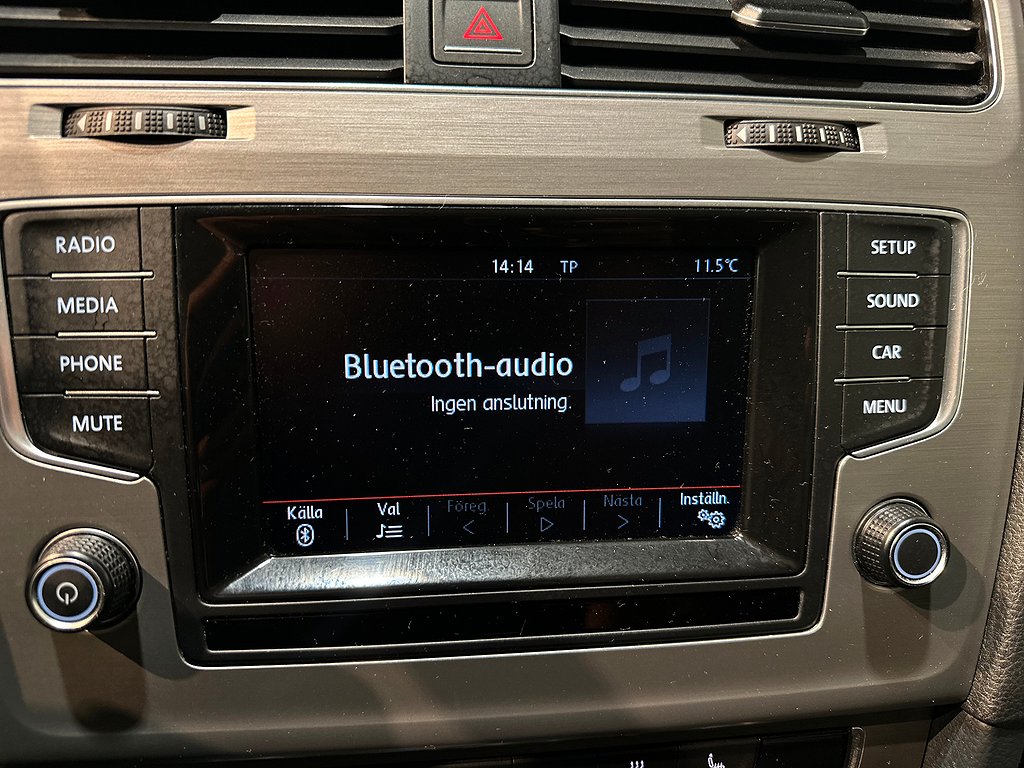 RADIO
MEDIA
PHONE
MUTE
14:14 TP 11.5°C
Bluetooth-audio
Ingen anslutning.
Källa Val Föreg. Spela Nästa Inställn.
SETUP
SOUND
CAR
MENU